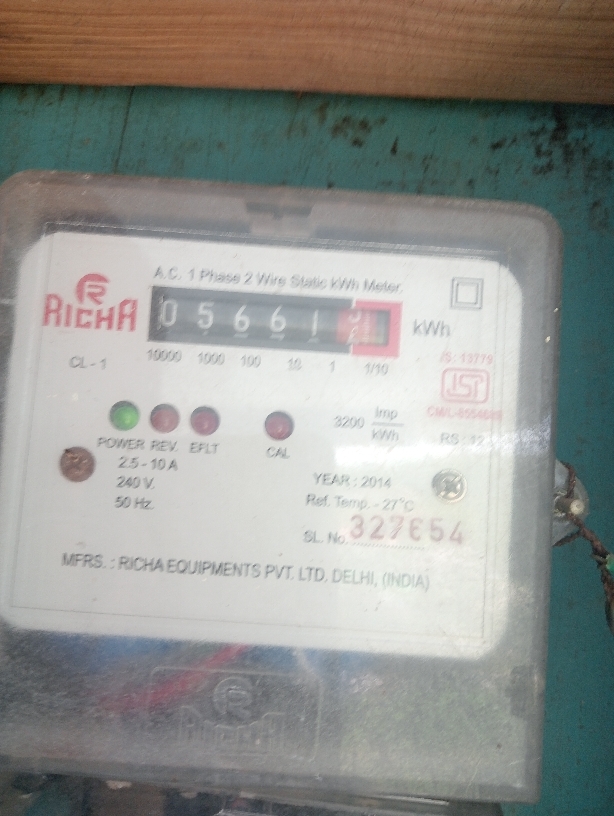 A.C. 1 Phase 2 Wire Static kWh Meter
RICHA
0 5 6 6 1
kWh
CL - 1
10000 1000 100 10 1 1/10
IS: 13779
ISI
3200 Imp/kWh
POWER REV. EFLT
CAL
2.5 - 10 A
240 V.
50 Hz.
YEAR : 2014
Ref. Temp. - 27°C
SL. No. 327654
MFRS. : RICHA EQUIPMENTS PVT. LTD. DELHI, (INDIA)
RICHA